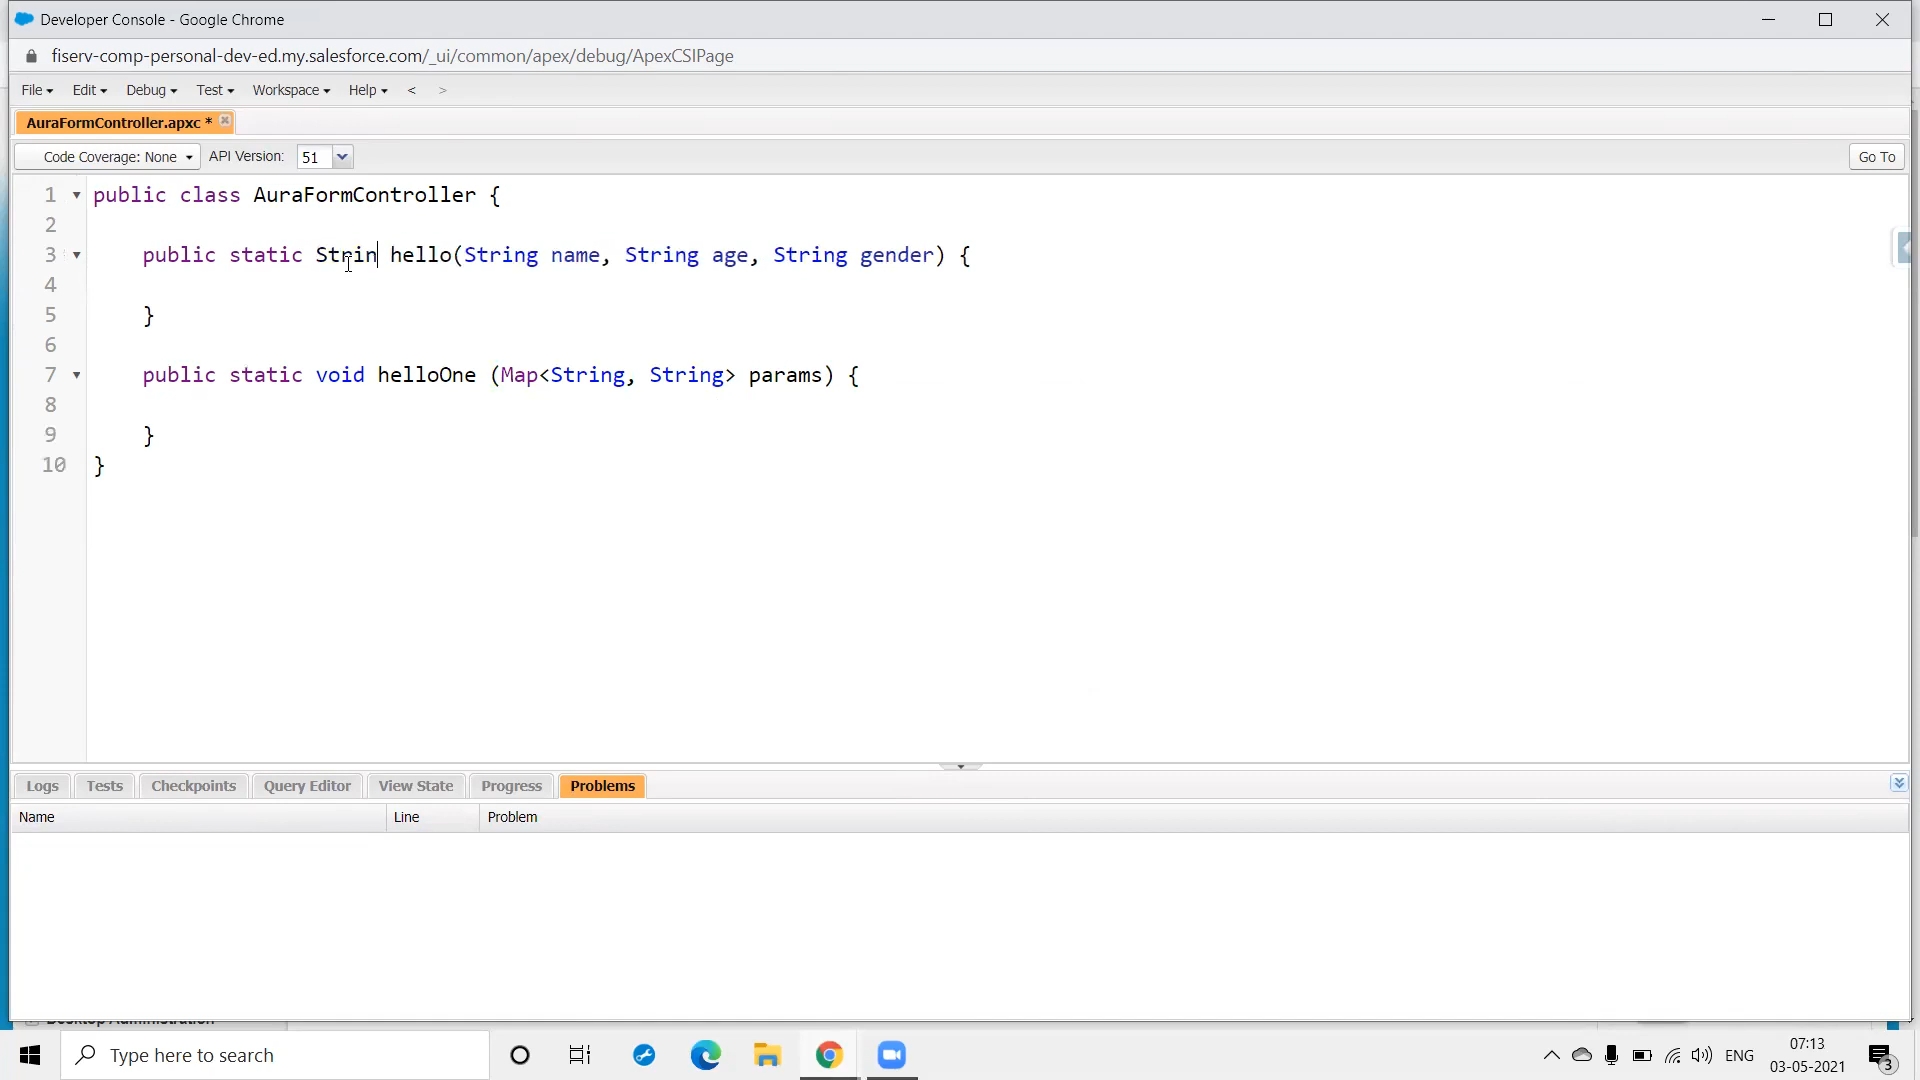 Developer Console - Google Chrome
fiserv-comp-personal-dev-ed.my.salesforce.com/_ui/common/apex/debug/ApexCSIPage
File Edit Debug Test Workspace Help < >
AuraFormController.apxc *
Code Coverage: None API Version: 51 Go To
1 public class AuraFormController {
2
3 public static Strin hello(String name, String age, String gender) {
4
5 }
6
7 public static void helloOne (Map<String, String> params) {
8
9 }
10 }
Logs Tests Checkpoints Query Editor View State Progress Problems
Name Line Problem
Desktop Administration
Type here to search
ENG
07:13
03-05-2021
3